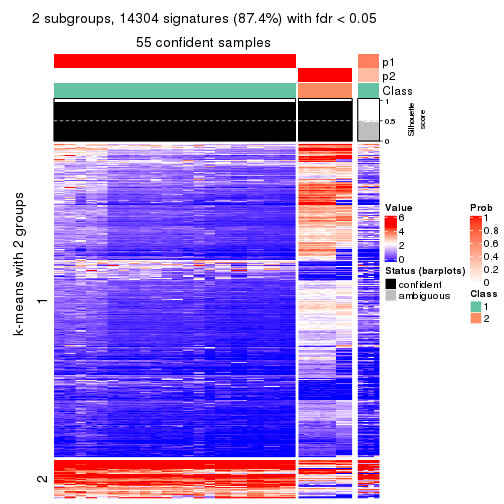 2 subgroups, 14304 signatures (87.4%) with fdr < 0.05
55 confident samples
p1
p2
Class
1
0.5
0
Silhouette
score
k-means with 2 groups
1
2
Value
6
4
2
0
Status (barplots)
confident
ambiguous
Prob
1
0.8
0.6
0.4
0.2
0
Class
1
2